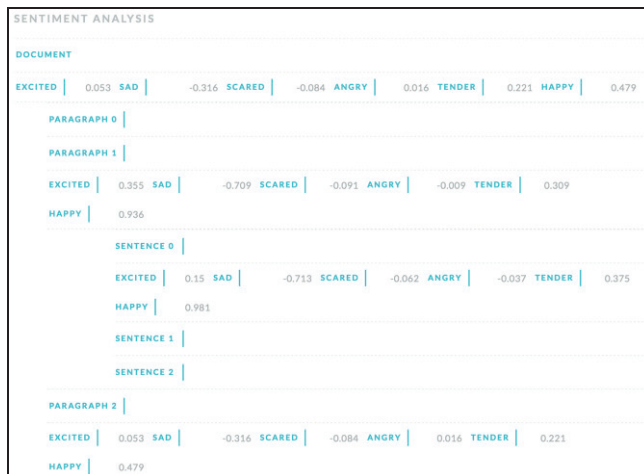 SENTIMENT ANALYSIS
DOCUMENT
EXCITED 0.053 SAD -0.316 SCARED -0.084 ANGRY 0.016 TENDER 0.221 HAPPY 0.479
PARAGRAPH 0
PARAGRAPH 1
EXCITED 0.355 SAD -0.709 SCARED -0.091 ANGRY -0.009 TENDER 0.309
HAPPY 0.936
SENTENCE 0
EXCITED 0.15 SAD -0.713 SCARED -0.062 ANGRY -0.037 TENDER 0.375
HAPPY 0.981
SENTENCE 1
SENTENCE 2
PARAGRAPH 2
EXCITED 0.053 SAD -0.316 SCARED -0.084 ANGRY 0.016 TENDER 0.221
HAPPY 0.479